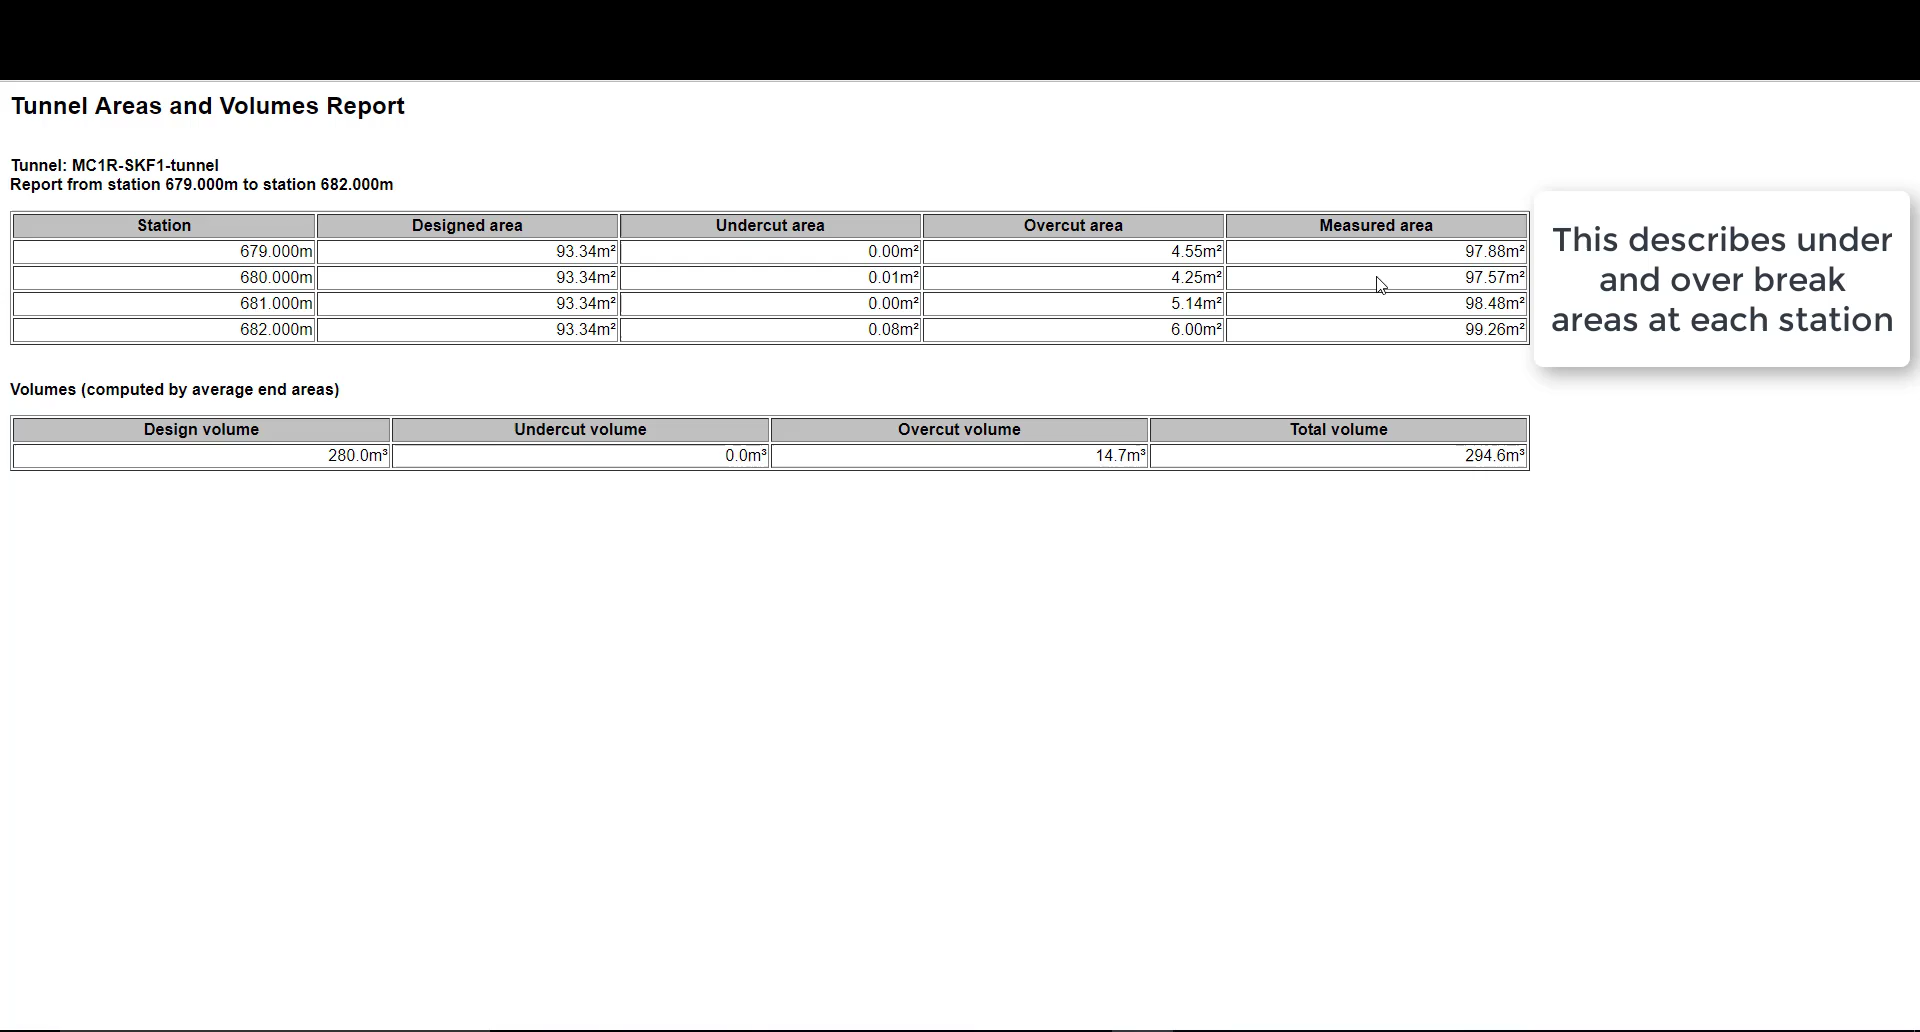 Tunnel Areas and Volumes Report
Tunnel: MC1R-SKF1-tunnel
Report from station 679.000m to station 682.000m
Station Designed area Undercut area Overcut area Measured area
679.000m 93.34m² 0.00m² 4.55m² 97.88m²
680.000m 93.34m² 0.01m² 4.25m² 97.57m²
681.000m 93.34m² 0.00m² 5.14m² 98.48m²
682.000m 93.34m² 0.08m² 6.00m² 99.26m²
This describes under
and over break
areas at each station
Volumes (computed by average end areas)
Design volume Undercut volume Overcut volume Total volume
280.0m³ 0.0m³ 14.7m³ 294.6m³